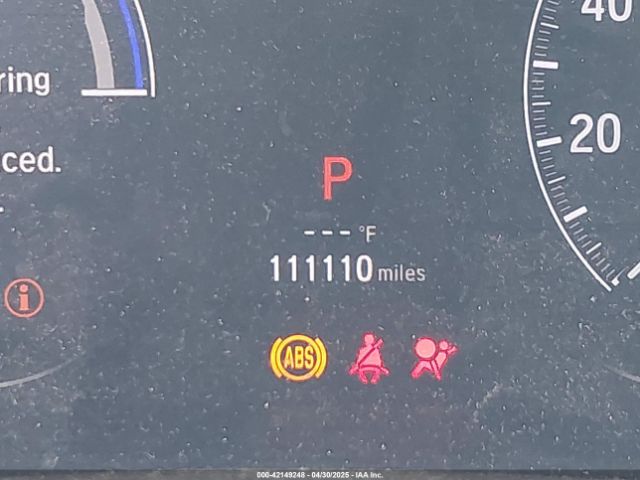 ring
ced.
40
20
P
---°F
111110 miles
i
ABS
000-42149248 - 04/30/2025 - IAA Inc.